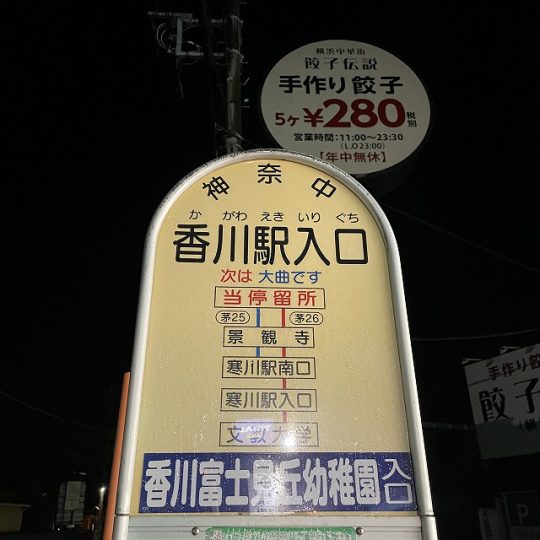 横浜中華街
餃子伝説
手作り餃子
5ヶ¥280税別
営業時間:11:00～23:30
(L.O23:00)
【年中無休】
神奈中
か がわ えき いり ぐち
香川駅入口
次は 大曲です
当停留所
茅25 茅26
景観寺
寒川駅南口
寒川駅入口
文教大学
香川富士見丘幼稚園入口
手作り餃
餃
P